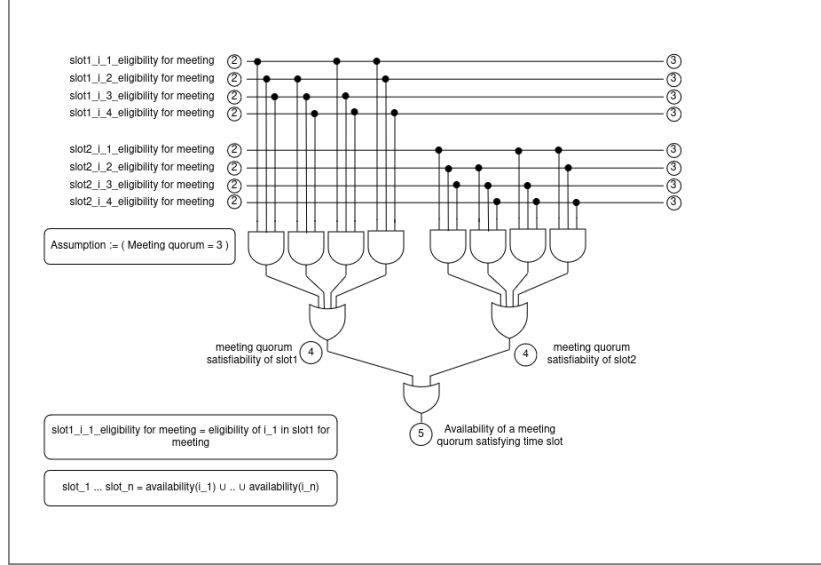 slot1_i_1_eligibility for meeting 2 3
slot1_i_2_eligibility for meeting 2 3
slot1_i_3_eligibility for meeting 2 3
slot1_i_4_eligibility for meeting 2 3
slot2_i_1_eligibility for meeting 2 3
slot2_i_2_eligibility for meeting 2 3
slot2_i_3_eligibility for meeting 2 3
slot2_i_4_eligibility for meeting 2 3
Assumption := ( Meeting quorum = 3 )
meeting quorum
satisfiability of slot1
4
4
meeting quorum
satisfiabiity of slot2
5
Availability of a meeting
quorum satisfying time slot
slot1_i_1_eligibility for meeting = eligibility of i_1 in slot1 for
meeting
slot_1 ... slot_n = availability(i_1) ∪ .. ∪ availability(i_n)